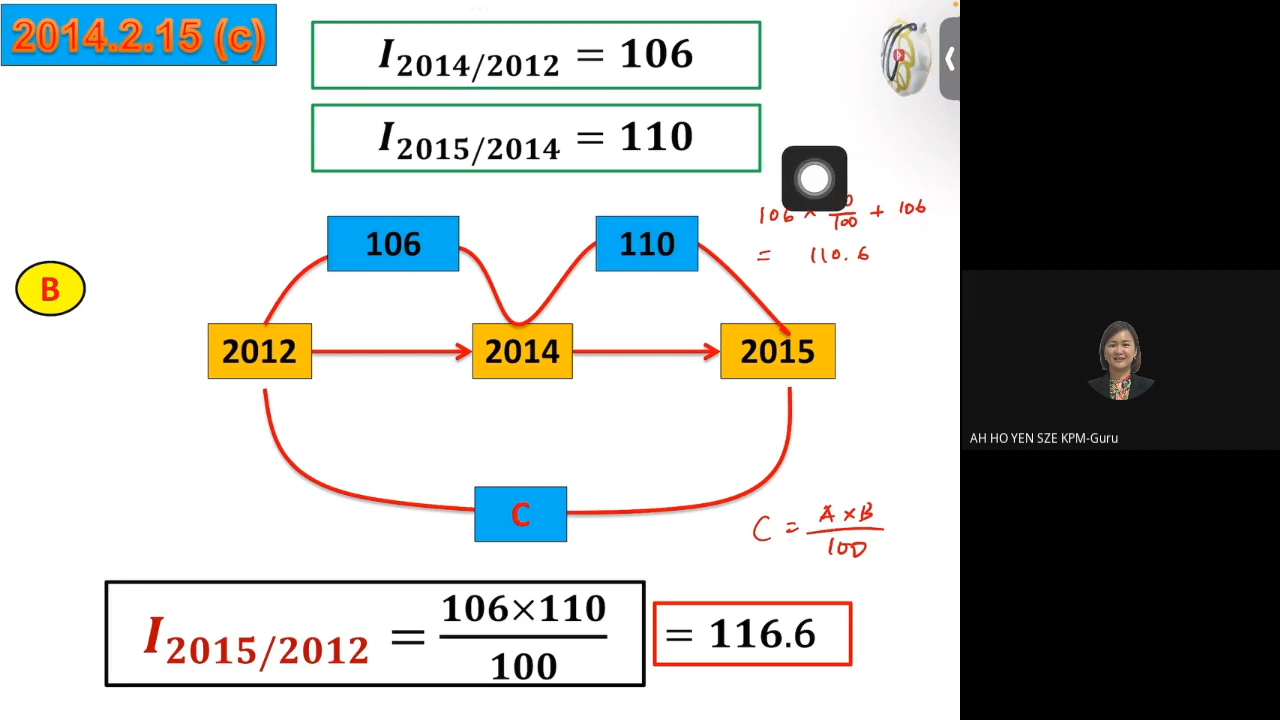 2014.2.15 (c)
I2014/2012 = 106
I2015/2014 = 110
106 × 0/100 + 106
= 110.6
106
110
B
2012
2014
2015
C
C = A × B/100
I2015/2012 = 106×110/100 = 116.6
AH HO YEN SZE KPM-Guru